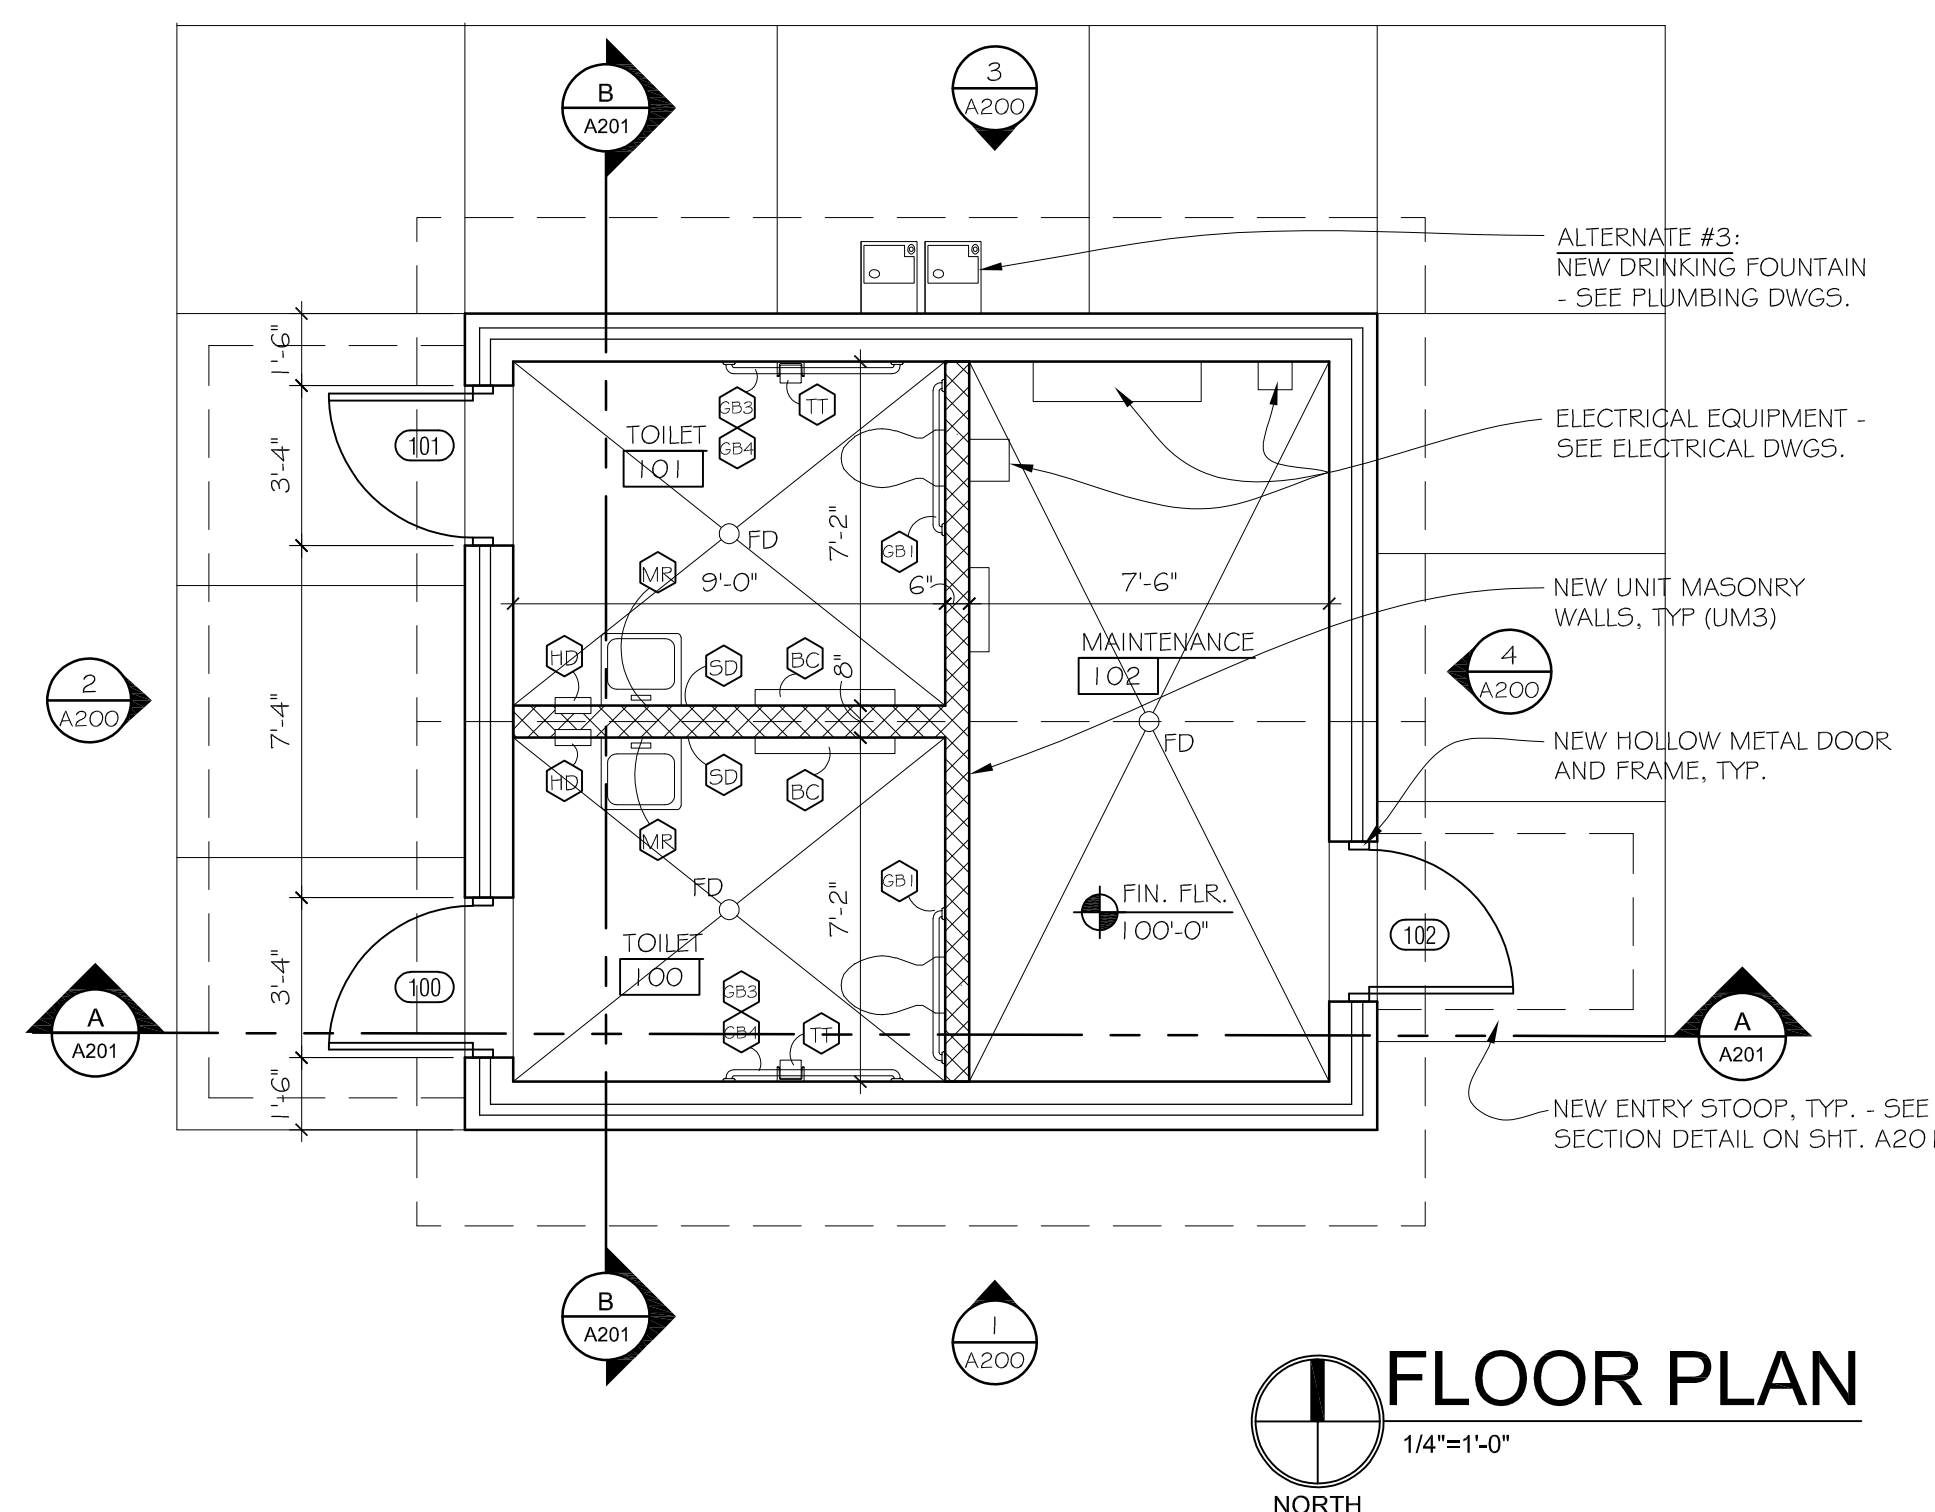 B
A201
3
A200
ALTERNATE #3:
NEW DRINKING FOUNTAIN
- SEE PLUMBING DWGS.
1'-6"
GB3
TT
TOILET
GB4
101
101
ELECTRICAL EQUIPMENT -
SEE ELECTRICAL DWGS.
3'-4"
7'-2"
FD
GB1
MR
9'-0"
6"
7'-6"
NEW UNIT MASONRY
WALLS, TYP (UM3)
HD
SD
BC
8"
MAINTENANCE
102
2
A200
4
A200
7'-4"
FD
NEW HOLLOW METAL DOOR
AND FRAME, TYP.
HD
SD
BC
MR
FD
GB1
7'-2"
FIN. FLR.
100'-0"
102
TOILET
100
3'-4"
100
GB3
GB4
TT
A
A201
A
A201
1'-6"
NEW ENTRY STOOP, TYP. - SEE
SECTION DETAIL ON SHT. A201
B
A201
1
A200
FLOOR PLAN
1/4"=1'-0"
NORTH